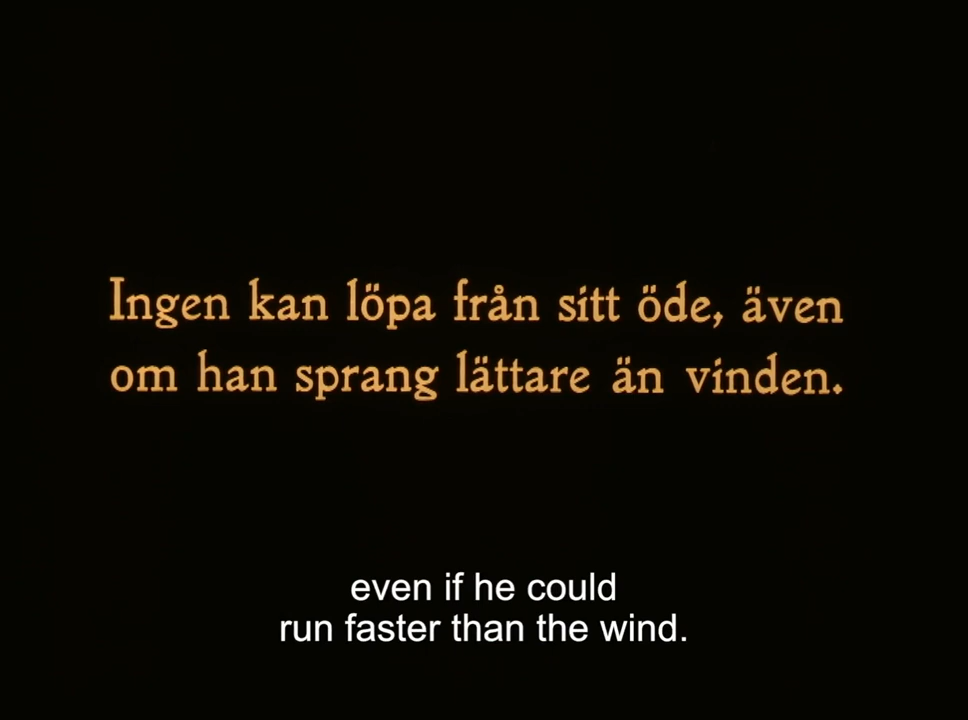 Ingen kan löpa från sitt öde, även
om han sprang lättare än vinden.
even if he could
run faster than the wind.